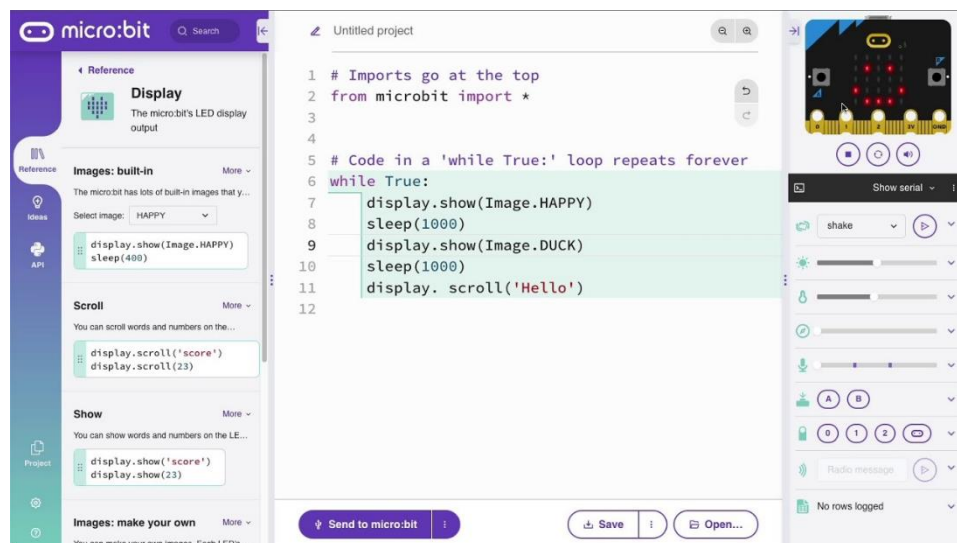 micro:bit
Search
Untitled project
Reference
Display
The micro:bit's LED display
output
Reference
Ideas
API
Project
Images: built-in
More
The micro:bit has lots of built-in images that y...
Select image:
HAPPY
display.show(Image.HAPPY)
sleep(400)
Scroll
More
You can scroll words and numbers on the...
display.scroll('score')
display.scroll(23)
Show
More
You can show words and numbers on the LE...
display.show('score')
display.show(23)
Images: make your own
More
1 # Imports go at the top
2 from microbit import *
3
4
5 # Code in a 'while True:' loop repeats forever
6 while True:
7 display.show(Image.HAPPY)
8 sleep(1000)
9 display.show(Image.DUCK)
10 sleep(1000)
11 display. scroll('Hello')
12
Send to micro:bit
Save
Open...
0 1 2 3V GND
Show serial
shake
A B
0 1 2
Radio message
No rows logged